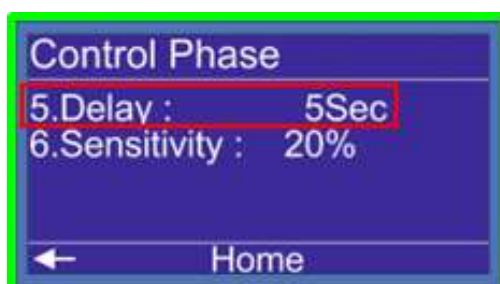 Control Phase
5.Delay : 5Sec
6.Sensitivity : 20%
← Home